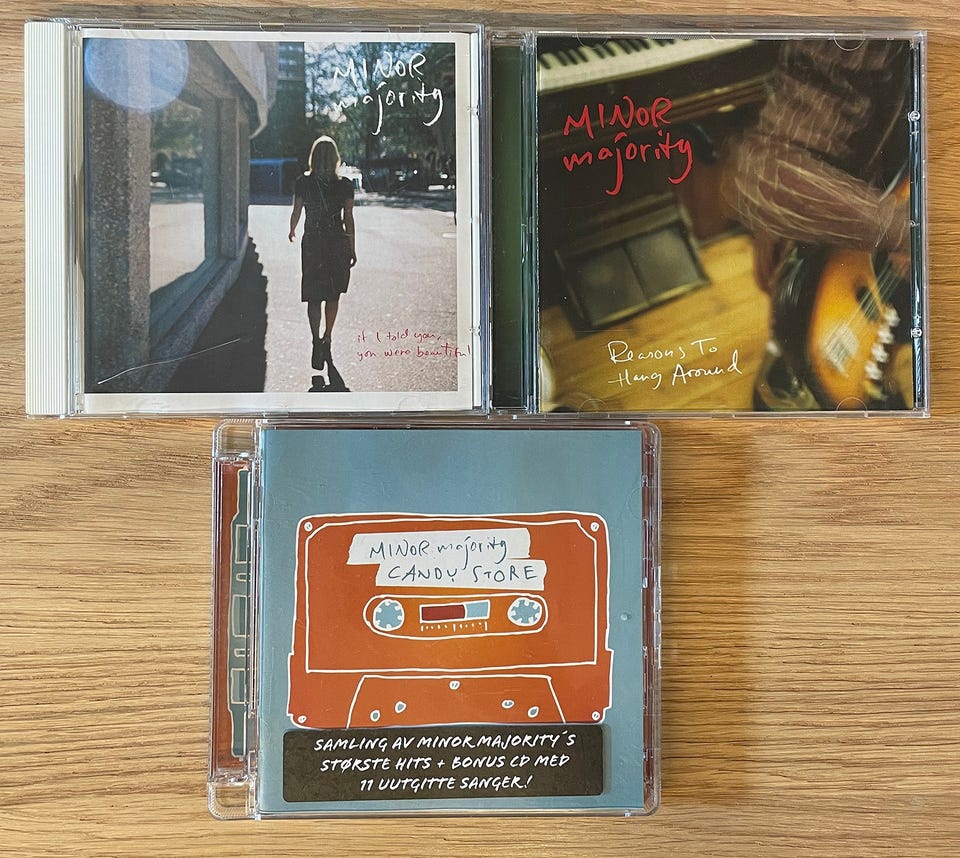 MINOR
majority
if I told you,
you were beautiful
MINOR
majority
Reasons To
Hang Around
MINOR majority
CANDY STORE
SAMLING AV MINOR MAJORITY´S
STØRSTE HITS + BONUS CD MED
11 UUTGITTE SANGER!